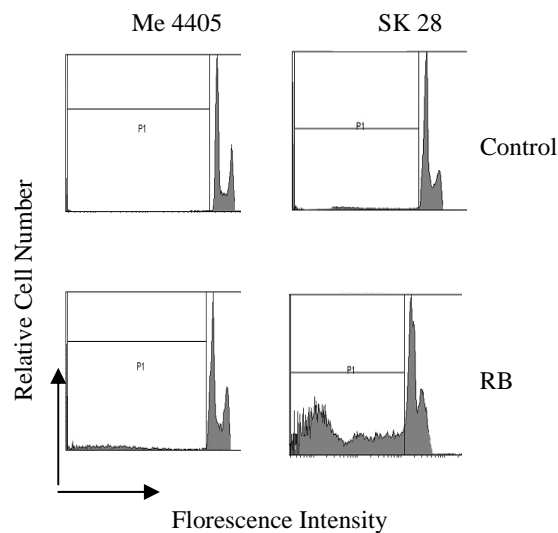 Me 4405
SK 28
P1
P1
Control
Relative Cell Number
P1
P1
RB
Florescence Intensity